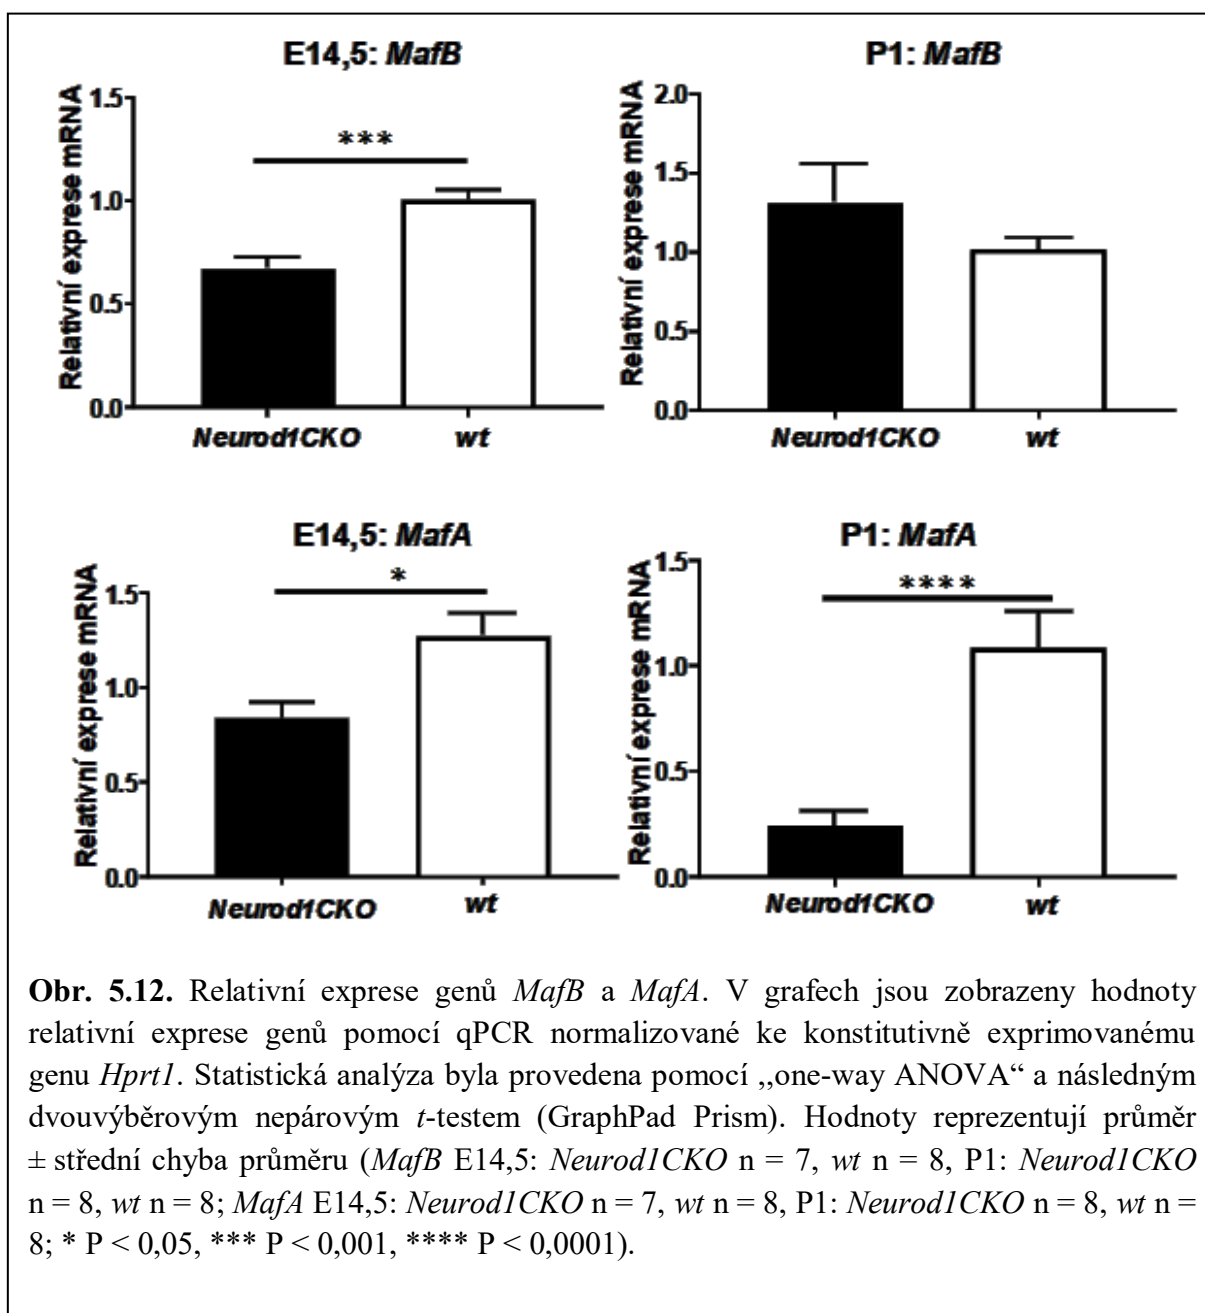 E14,5: MafB
Relativní exprese mRNA
1.5
1.0
0.5
0.0
***
Neurod1CKO
wt
P1: MafB
Relativní exprese mRNA
2.0
1.5
1.0
0.5
0.0
Neurod1CKO
wt
E14,5: MafA
Relativní exprese mRNA
1.5
1.0
0.5
0.0
*
Neurod1CKO
wt
P1: MafA
Relativní exprese mRNA
1.5
1.0
0.5
0.0
****
Neurod1CKO
wt
Obr. 5.12. Relativní exprese genů MafB a MafA. V grafech jsou zobrazeny hodnoty
relativní exprese genů pomocí qPCR normalizované ke konstitutivně exprimovanému
genu Hprt1. Statistická analýza byla provedena pomocí ,,one-way ANOVA“ a následným
dvouvýběrovým nepárovým t-testem (GraphPad Prism). Hodnoty reprezentují průměr
± střední chyba průměru (MafB E14,5: Neurod1CKO n = 7, wt n = 8, P1: Neurod1CKO
n = 8, wt n = 8; MafA E14,5: Neurod1CKO n = 7, wt n = 8, P1: Neurod1CKO n = 8, wt n =
8; * P < 0,05, *** P < 0,001, **** P < 0,0001).